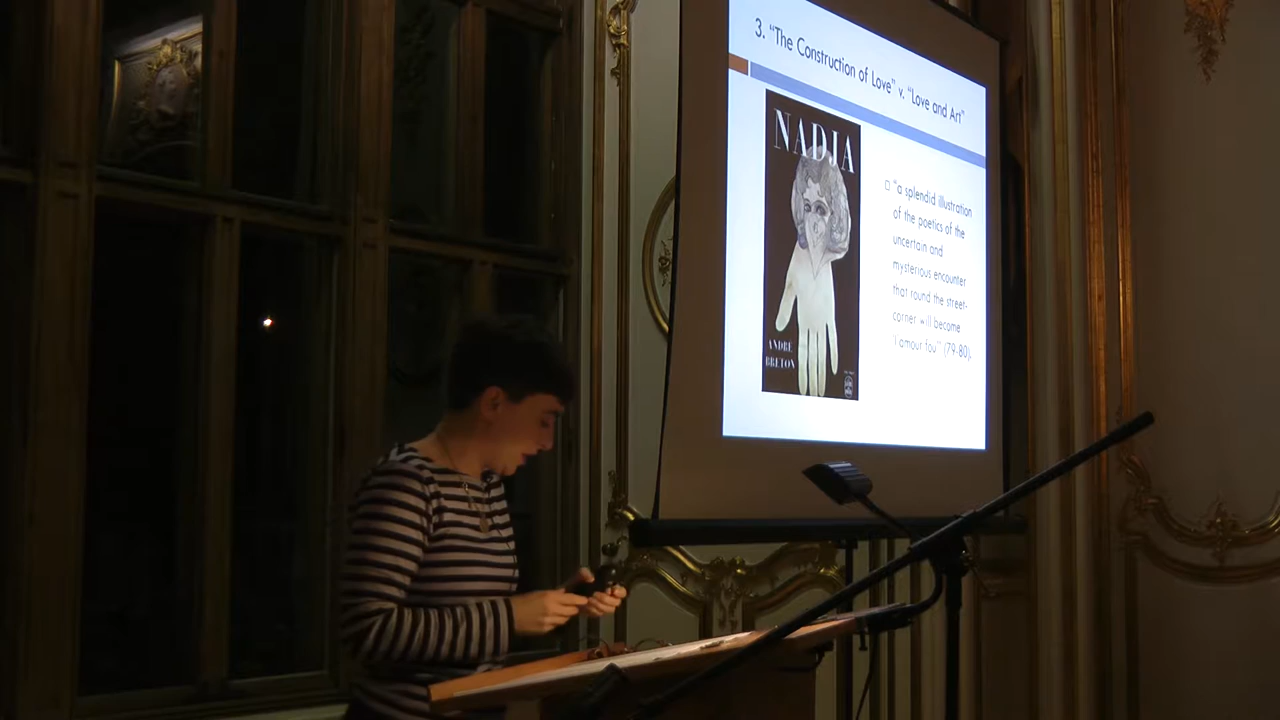 3. "The Construction of Love" v. "Love and Art"
NADJA
ANDRÉ
BRETON
"a splendid illustration
of the poetics of the
uncertain and
mysterious encounter
that round the street-
corner will become
'l'amour fou'" (79-80).